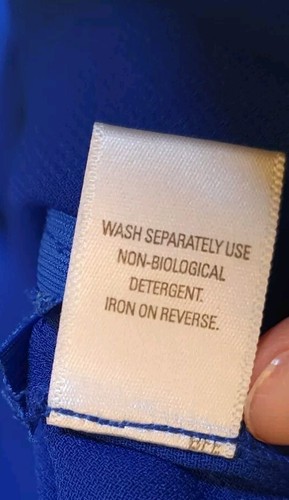 WASH SEPARATELY USE
NON-BIOLOGICAL
DETERGENT.
IRON ON REVERSE.